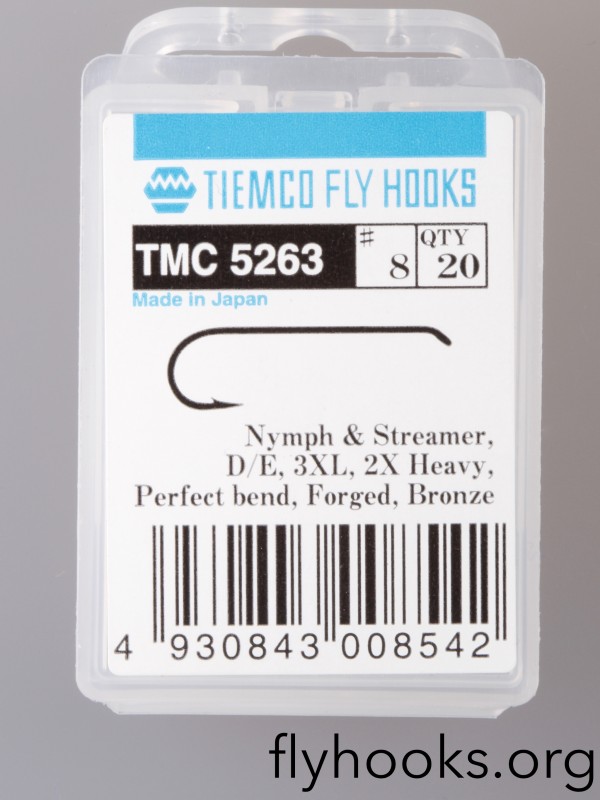 TIEMCO FLY HOOKS
TMC 5263 # 8 QTY 20
Made in Japan
Nymph & Streamer,
D/E, 3XL, 2X Heavy,
Perfect bend, Forged, Bronze
4 930843 008542
flyhooks.org